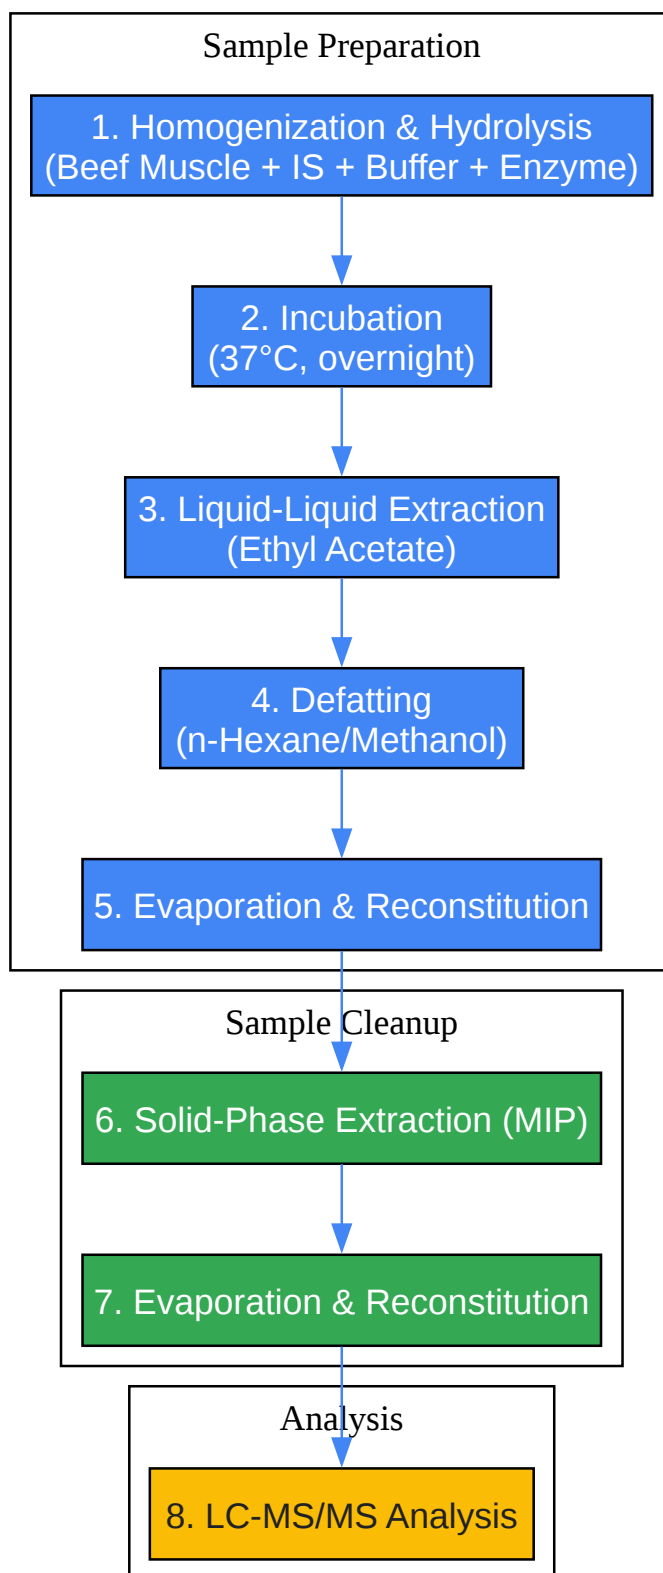 Sample Preparation
1. Homogenization & Hydrolysis
(Beef Muscle + IS + Buffer + Enzyme)
2. Incubation
(37°C, overnight)
3. Liquid-Liquid Extraction
(Ethyl Acetate)
4. Defatting
(n-Hexane/Methanol)
5. Evaporation & Reconstitution
Sample Cleanup
6. Solid-Phase Extraction (MIP)
7. Evaporation & Reconstitution
Analysis
8. LC-MS/MS Analysis